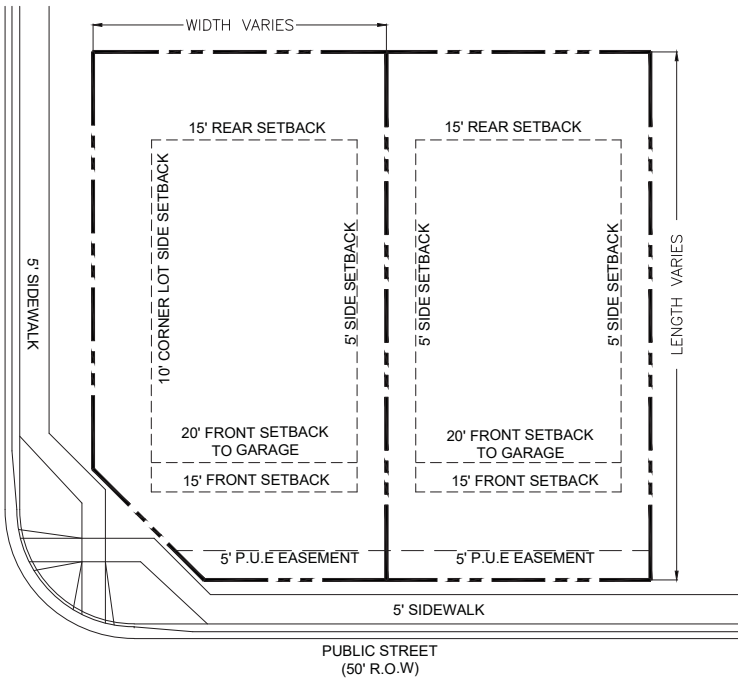 WIDTH VARIES
15' REAR SETBACK
15' REAR SETBACK
10' CORNER LOT SIDE SETBACK
5' SIDE SETBACK
5' SIDE SETBACK
5' SIDE SETBACK
LENGTH VARIES
5' SIDEWALK
20' FRONT SETBACK
TO GARAGE
20' FRONT SETBACK
TO GARAGE
15' FRONT SETBACK
15' FRONT SETBACK
5' P.U.E EASEMENT
5' P.U.E EASEMENT
5' SIDEWALK
PUBLIC STREET
(50' R.O.W)